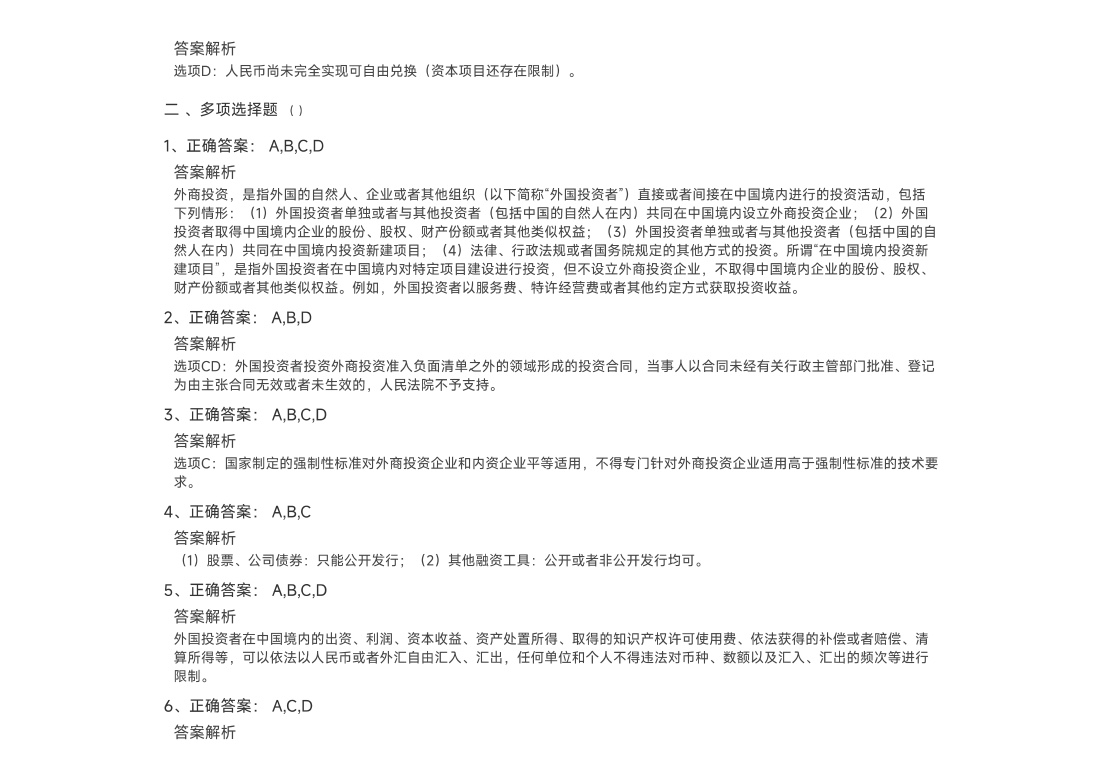 答案解析
选项D：人民币尚未完全实现可自由兑换（资本项目还存在限制）。
二 、多项选择题 （ ）
1、正确答案： A,B,C,D
答案解析
外商投资，是指外国的自然人、企业或者其他组织（以下简称“外国投资者”）直接或者间接在中国境内进行的投资活动，包括
下列情形：（1）外国投资者单独或者与其他投资者（包括中国的自然人在内）共同在中国境内设立外商投资企业；（2）外国
投资者取得中国境内企业的股份、股权、财产份额或者其他类似权益；（3）外国投资者单独或者与其他投资者（包括中国的自
然人在内）共同在中国境内投资新建项目；（4）法律、行政法规或者国务院规定的其他方式的投资。所谓“在中国境内投资新
建项目”，是指外国投资者在中国境内对特定项目建设进行投资，但不设立外商投资企业，不取得中国境内企业的股份、股权、
财产份额或者其他类似权益。例如，外国投资者以服务费、特许经营费或者其他约定方式获取投资收益。
2、正确答案： A,B,D
答案解析
选项CD：外国投资者投资外商投资准入负面清单之外的领域形成的投资合同，当事人以合同未经有关行政主管部门批准、登记
为由主张合同无效或者未生效的，人民法院不予支持。
3、正确答案： A,B,C,D
答案解析
选项C：国家制定的强制性标准对外商投资企业和内资企业平等适用，不得专门针对外商投资企业适用高于强制性标准的技术要
求。
4、正确答案： A,B,C
答案解析
（1）股票、公司债券：只能公开发行；（2）其他融资工具：公开或者非公开发行均可。
5、正确答案： A,B,C,D
答案解析
外国投资者在中国境内的出资、利润、资本收益、资产处置所得、取得的知识产权许可使用费、依法获得的补偿或者赔偿、清
算所得等，可以依法以人民币或者外汇自由汇入、汇出，任何单位和个人不得违法对币种、数额以及汇入、汇出的频次等进行
限制。
6、正确答案： A,C,D
答案解析